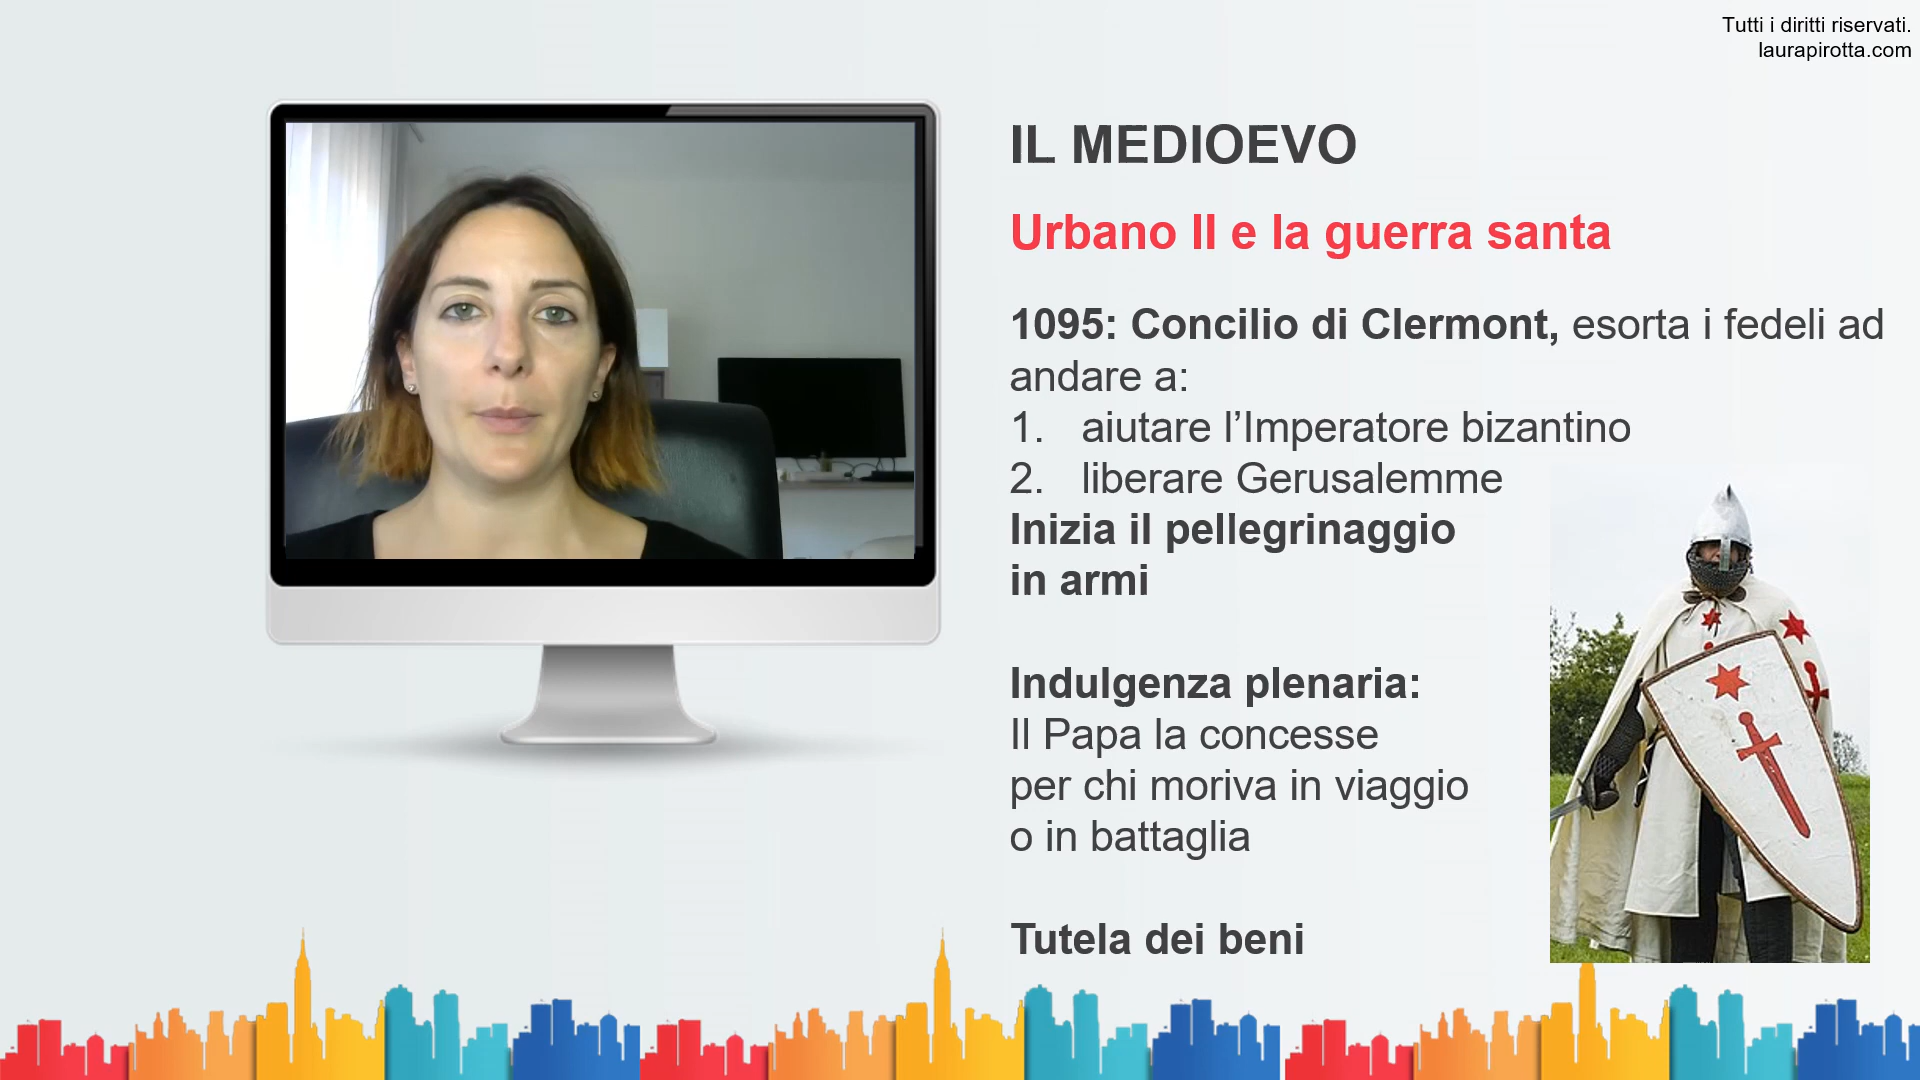 Tutti i diritti riservati.
laurapirotta.com
IL MEDIOEVO
Urbano II e la guerra santa
1095: Concilio di Clermont, esorta i fedeli ad
andare a:
1. aiutare l’Imperatore bizantino
2. liberare Gerusalemme
Inizia il pellegrinaggio
in armi
Indulgenza plenaria:
Il Papa la concesse
per chi moriva in viaggio
o in battaglia
Tutela dei beni